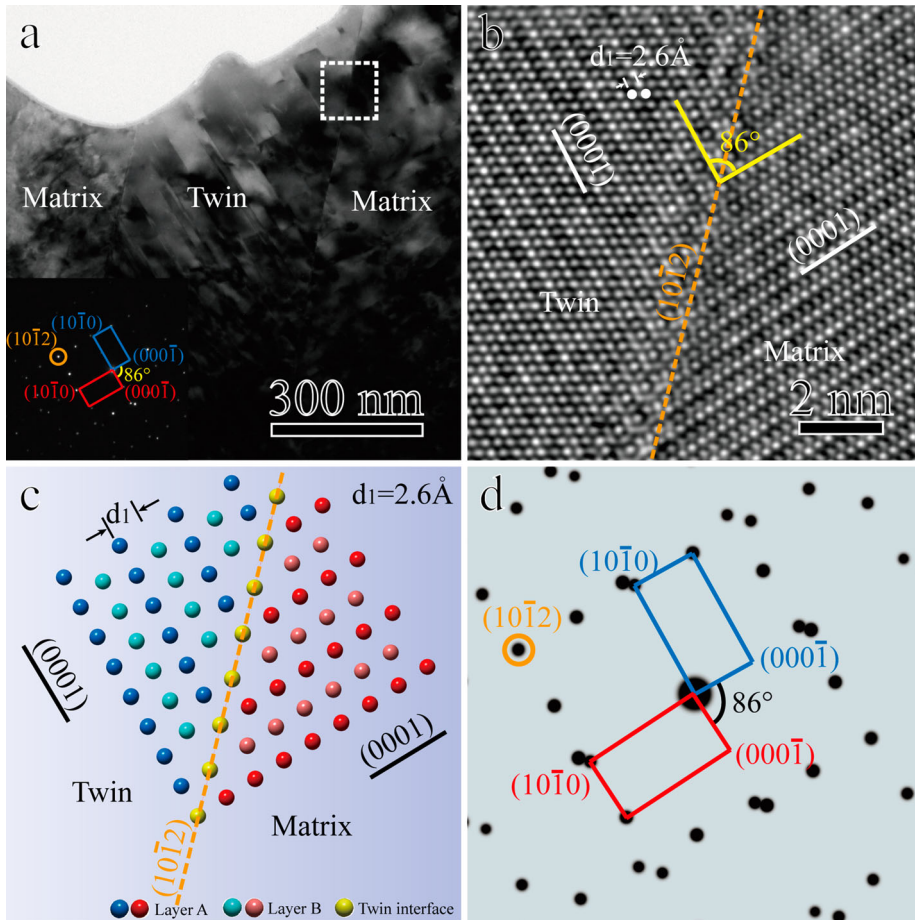 a
Matrix
Twin
Matrix
(101̅0)
(101̅2)
(0001̅)
86°
(101̅0)
(0001̅)
300 nm
b
d1=2.6Å
86°
(0001)
(0001)
Twin
(101̅2)
Matrix
2 nm
c
d1=2.6Å
d1
(0001)
(0001)
Twin
Matrix
(101̅2)
Layer A
Layer B
Twin interface
d
(101̅0)
(101̅2)
(0001̅)
86°
(101̅0)
(0001̅)